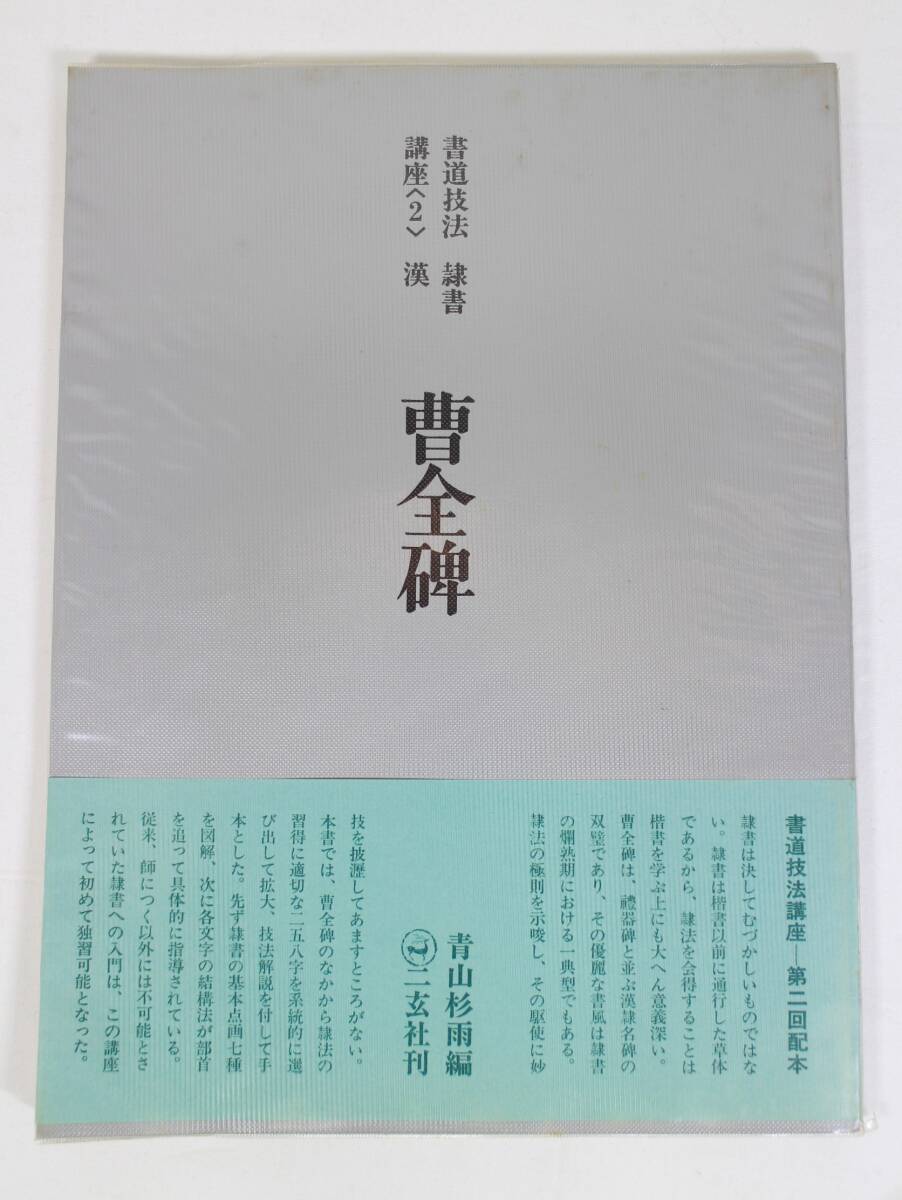 書道技法 隷書
講座〈2〉 漢
曹全碑
書道技法講座―第二回配本
隷書は決してむづかしいものではな
い。隷書は楷書以前に通行した草体
であるから、隷法を会得することは
楷書を学ぶ上にも大へん意義深い。
曹全碑は、禮器碑と並ぶ漢隷名碑の
双璧であり、その優麗な書風は隷書
の爛熟期における一典型でもある。
隷法の極則を示唆し、その駆使に妙
技を披瀝してあますところがない。
本書では、曹全碑のなかから隷法の
習得に適切な二五八字を系統的に選
び出して拡大、技法解説を付して手
本とした。先ず隷書の基本点画七種
を図解、次に各文字の結構法が部首
を追つて具体的に指導されている。
従来、師につく以外には不可能とさ
れていた隷書への入門は、この講座
によって初めて独習可能となった。
青山杉雨編
二玄社刊